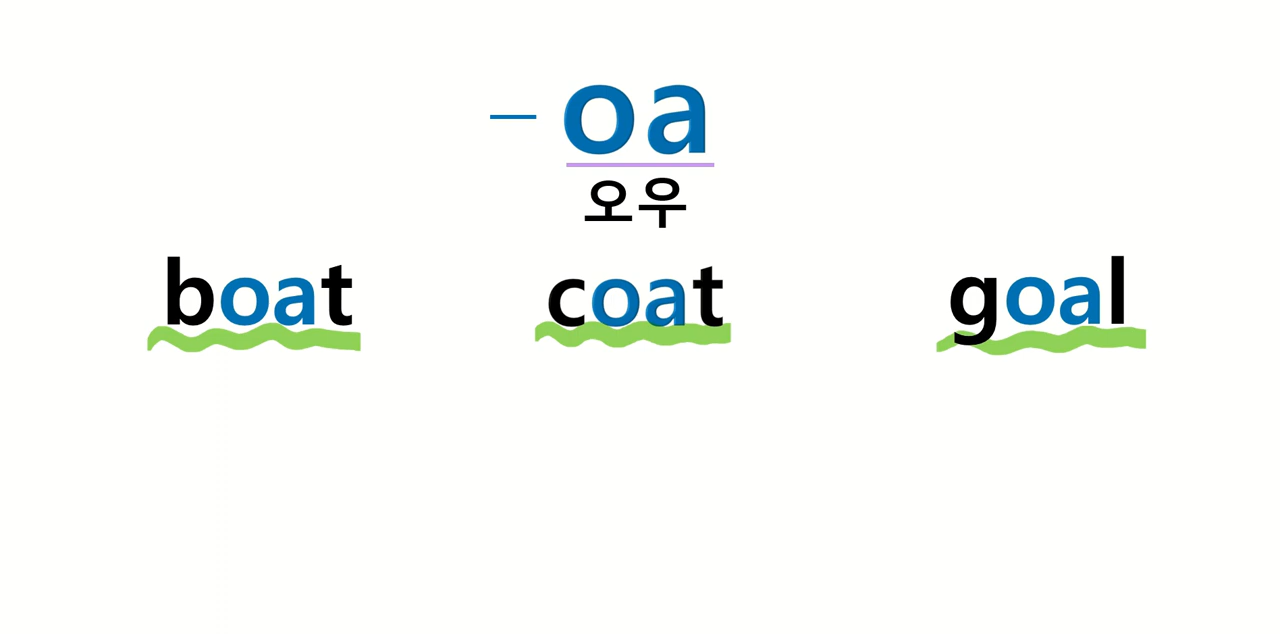 – oa
오우
boat coat goal